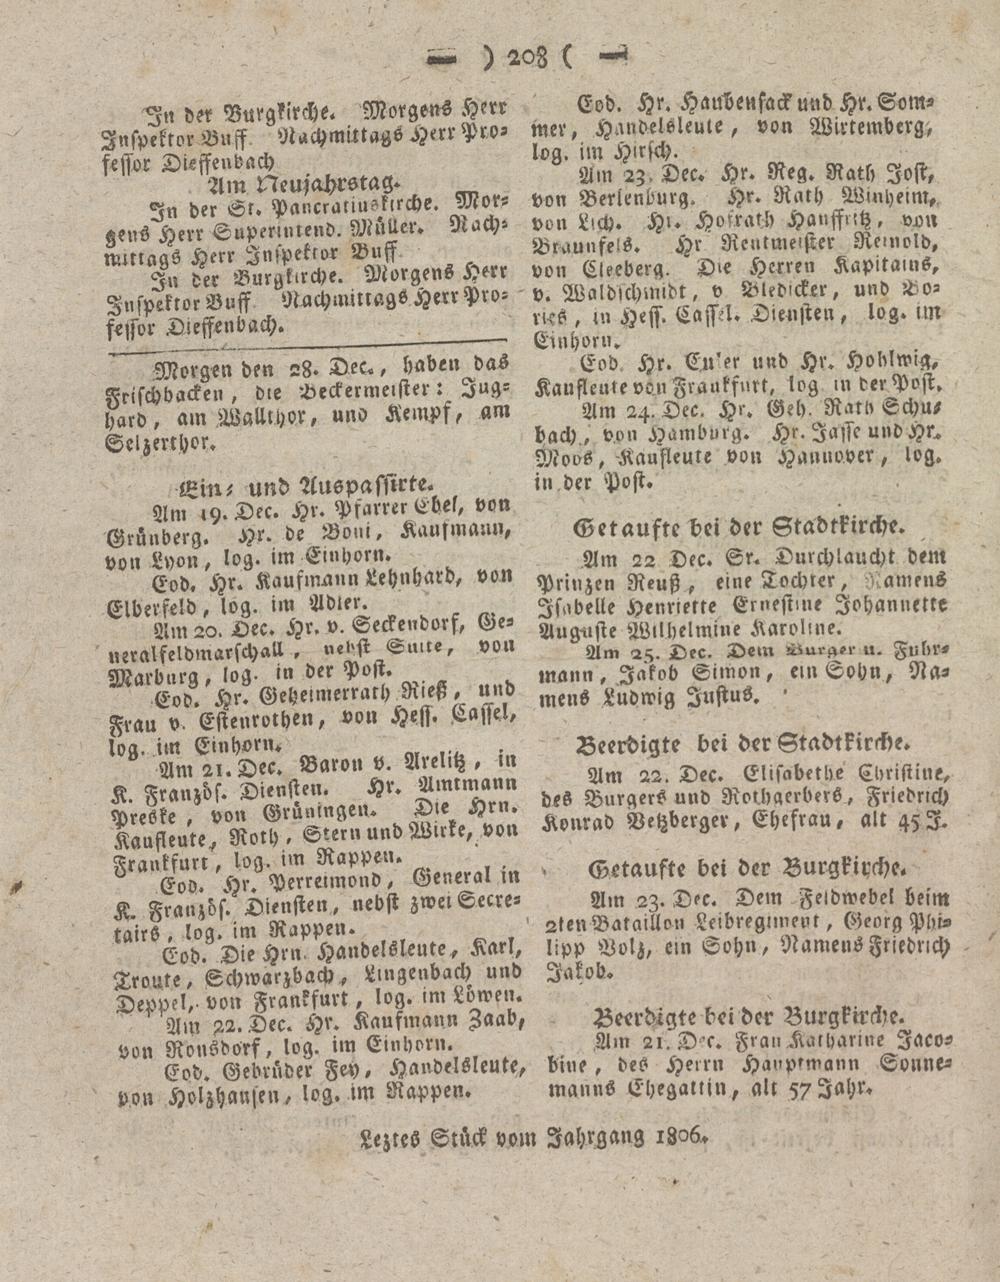 ) 208 (
In der Burgkirche. Morgens Herr
Inspektor Buff. Nachmittags Herr Pro-
fessor Dieffenbach
Am Neujahrstag.
In der St. Pancratiuskirche. Mor-
gens Herr Superintend. Müller. Nach-
mittags Herr Inspektor Buff
In der Burgkirche. Morgens Herr
Inspektor Buff Nachmittags Herr Pro-
fessor Dieffenbach.
Morgen den 28. Dec., haben das
Frischbacken, die Beckermeister: Jug-
hard, am Wallthor, und Kempf, am
Selzerthor.
Ein- und Auspassirte.
Am 19. Dec. Hr. Pfarrer Ebel, von
Grünberg. Hr. de Boni, Kaufmann,
von Lyon, log. im Einhorn.
Eod. Hr. Kaufmann Lehnhard, von
Elberfeld, log. im Adler.
Am 20. Dec. Hr. v. Seckendorf, Ge-
neralfeldmarschall, nebst Suite, von
Marburg, log. in der Post.
Eod. Hr. Geheimerrath Rieß, und
Frau v. Estenrothen, von Hess. Cassel,
log. im Einhorn.
Am 21. Dec. Baron v. Arelitz, in
K. Französ. Diensten. Hr. Amtmann
Preske, von Grüningen. Die Hrn.
Kaufleute, Roth, Stern und Wirke, von
Frankfurt, log. im Rappen.
Eod. Hr. Perreimond, General in
K. Französ. Diensten, nebst zwei Secre-
tairs, log. im Rappen.
Eod. Die Hrn. Handelsleute, Karl,
Troute, Schwarzbach, Lingenbach und
Deppel, von Frankfurt, log. im Löwen.
Am 22. Dec. Hr. Kaufmann Zaab,
von Ronsdorf, log. im Einhorn.
Eod. Gebrüder Fey, Handelsleute,
von Holzhausen, log. im Rappen.
Eod. Hr. Haubensack und Hr. Som-
mer, Handelsleute, von Wirtemberg,
log. im Hirsch.
Am 23. Dec. Hr. Reg. Rath Jost,
von Berlenburg. Hr. Rath Winheim,
von Lich. Hr. Hofrath Hauffritz, von
Braunfels. Hr Rentmeister Reinold,
von Cleeberg. Die Herren Kapitains,
v. Waldschmidt, v Bledicker, und Bo-
ries, in Hess. Cassel. Diensten, log. im
Einhorn.
Eod. Hr. Euler und Hr. Hohlwig,
Kaufleute von Frankfurt, log in der Post.
Am 24. Dec. Hr. Geh. Rath Schu-
bach, von Hamburg. Hr. Jasse und Hr.
Moos, Kaufleute von Hannover, log.
in der Post.
Getaufte bei der Stadtkirche.
Am 22 Dec. Sr. Durchlaucht dem
Prinzen Reuß, eine Tochter, Namens
Isabelle Henriette Ernestine Johannette
Auguste Wilhelmine Karoline.
Am 25. Dec. Dem Burger u. Fuhr-
mann, Jakob Simon, ein Sohn, Na-
mens Ludwig Justus.
Beerdigte bei der Stadtkirche.
Am 22. Dec. Elisabethe Christine,
des Burgers und Rothgerbers, Friedrich
Konrad Vetzberger, Ehefrau, alt 45 J.
Getaufte bei der Burgkirche.
Am 23. Dec. Dem Feldwebel beim
2ten Bataillon Leibregiment, Georg Phi-
lipp Volz, ein Sohn, Namens Friedrich
Jakob.
Beerdigte bei der Burgkirche.
Am 21. Dec. Frau Katharine Jaco-
bine, des Herrn Hauptmann Sonne-
manns Ehegattin, alt 57 Jahr.
Leztes Stück vom Jahrgang 1806.